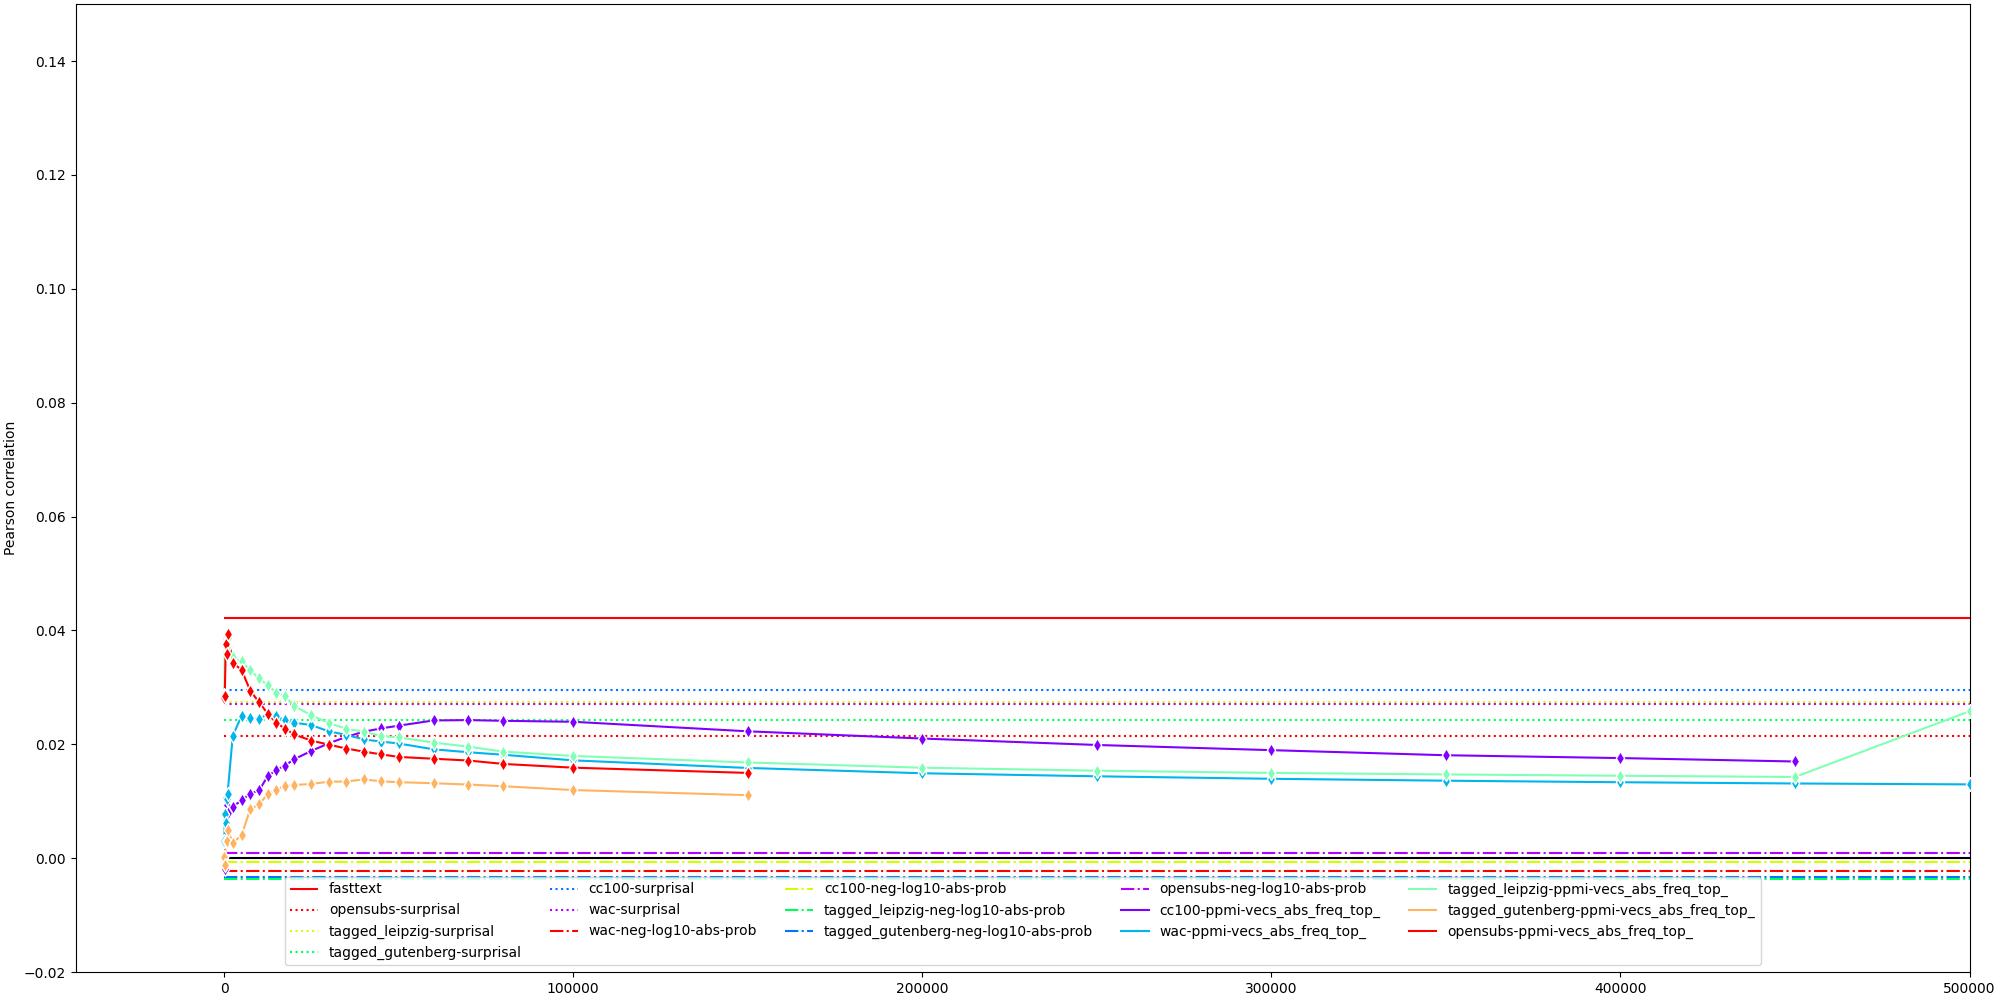 0.14
0.12
0.10
0.08
0.06
0.04
0.02
0.00
−0.02
Pearson correlation
fasttext
opensubs-surprisal
tagged_leipzig-surprisal
tagged_gutenberg-surprisal
cc100-surprisal
wac-surprisal
wac-neg-log10-abs-prob
cc100-neg-log10-abs-prob
tagged_leipzig-neg-log10-abs-prob
tagged_gutenberg-neg-log10-abs-prob
opensubs-neg-log10-abs-prob
cc100-ppmi-vecs_abs_freq_top_
wac-ppmi-vecs_abs_freq_top_
tagged_leipzig-ppmi-vecs_abs_freq_top_
tagged_gutenberg-ppmi-vecs_abs_freq_top_
opensubs-ppmi-vecs_abs_freq_top_
0
100000
200000
300000
400000
500000